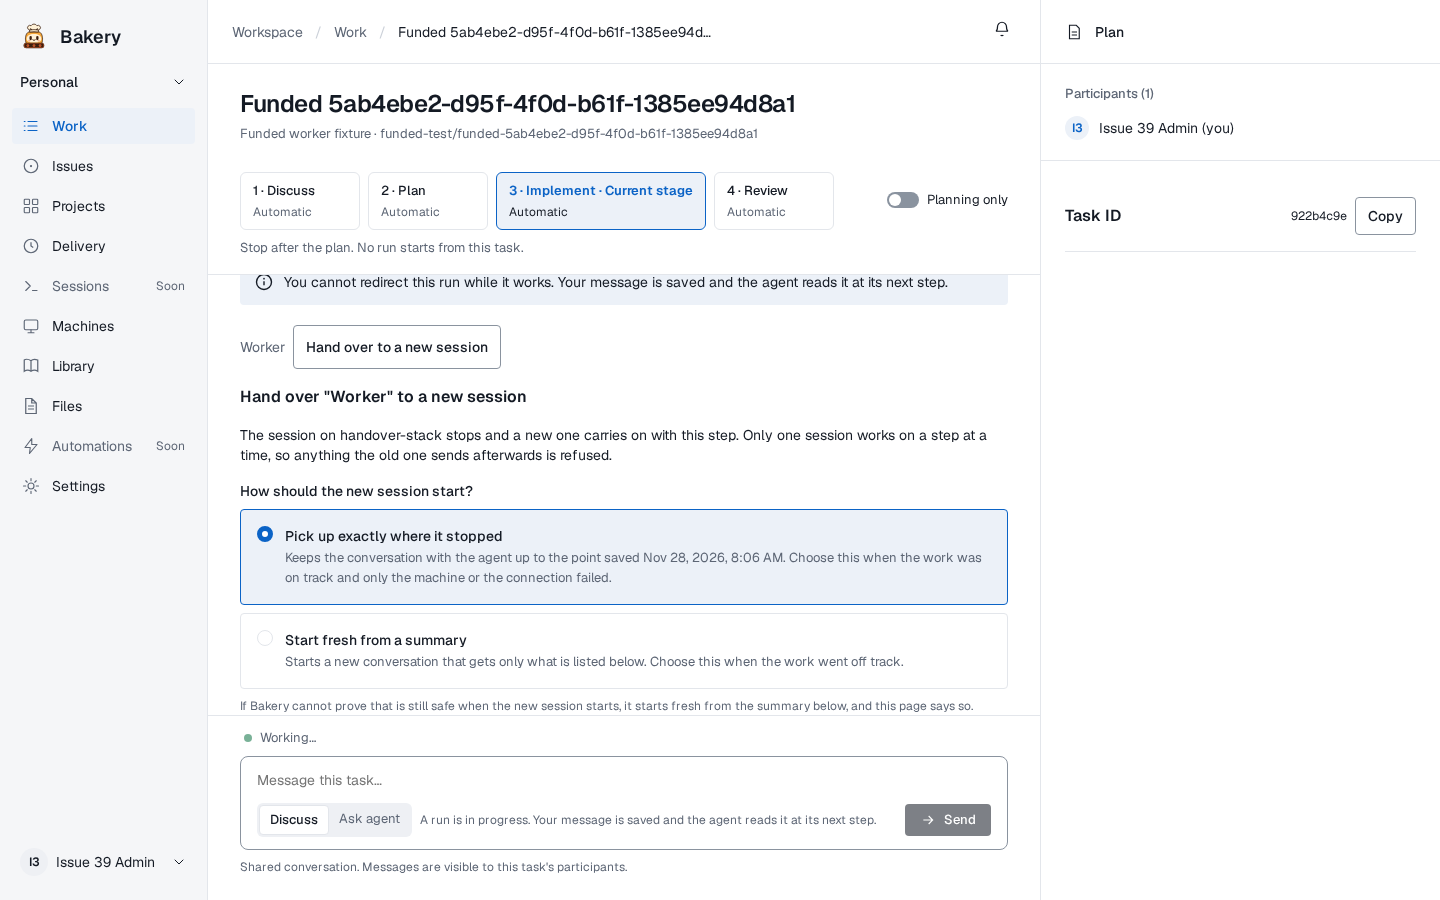 Bakery
Personal
Work
Issues
Projects
Delivery
Sessions Soon
Machines
Library
Files
Automations Soon
Settings
I3 Issue 39 Admin
Workspace / Work / Funded 5ab4ebe2-d95f-4f0d-b61f-1385ee94d...
Funded 5ab4ebe2-d95f-4f0d-b61f-1385ee94d8a1
Funded worker fixture · funded-test/funded-5ab4ebe2-d95f-4f0d-b61f-1385ee94d8a1
1 · Discuss
Automatic
2 · Plan
Automatic
3 · Implement · Current stage
Automatic
4 · Review
Automatic
Planning only
Stop after the plan. No run starts from this task.
You cannot redirect this run while it works. Your message is saved and the agent reads it at its next step.
Worker Hand over to a new session
Hand over "Worker" to a new session
The session on handover-stack stops and a new one carries on with this step. Only one session works on a step at a
time, so anything the old one sends afterwards is refused.
How should the new session start?
Pick up exactly where it stopped
Keeps the conversation with the agent up to the point saved Nov 28, 2026, 8:06 AM. Choose this when the work was
on track and only the machine or the connection failed.
Start fresh from a summary
Starts a new conversation that gets only what is listed below. Choose this when the work went off track.
If Bakery cannot prove that is still safe when the new session starts, it starts fresh from the summary below, and this page says so.
Working...
Message this task...
Discuss Ask agent A run is in progress. Your message is saved and the agent reads it at its next step. Send
Shared conversation. Messages are visible to this task's participants.
Plan
Participants (1)
I3 Issue 39 Admin (you)
Task ID 922b4c9e Copy